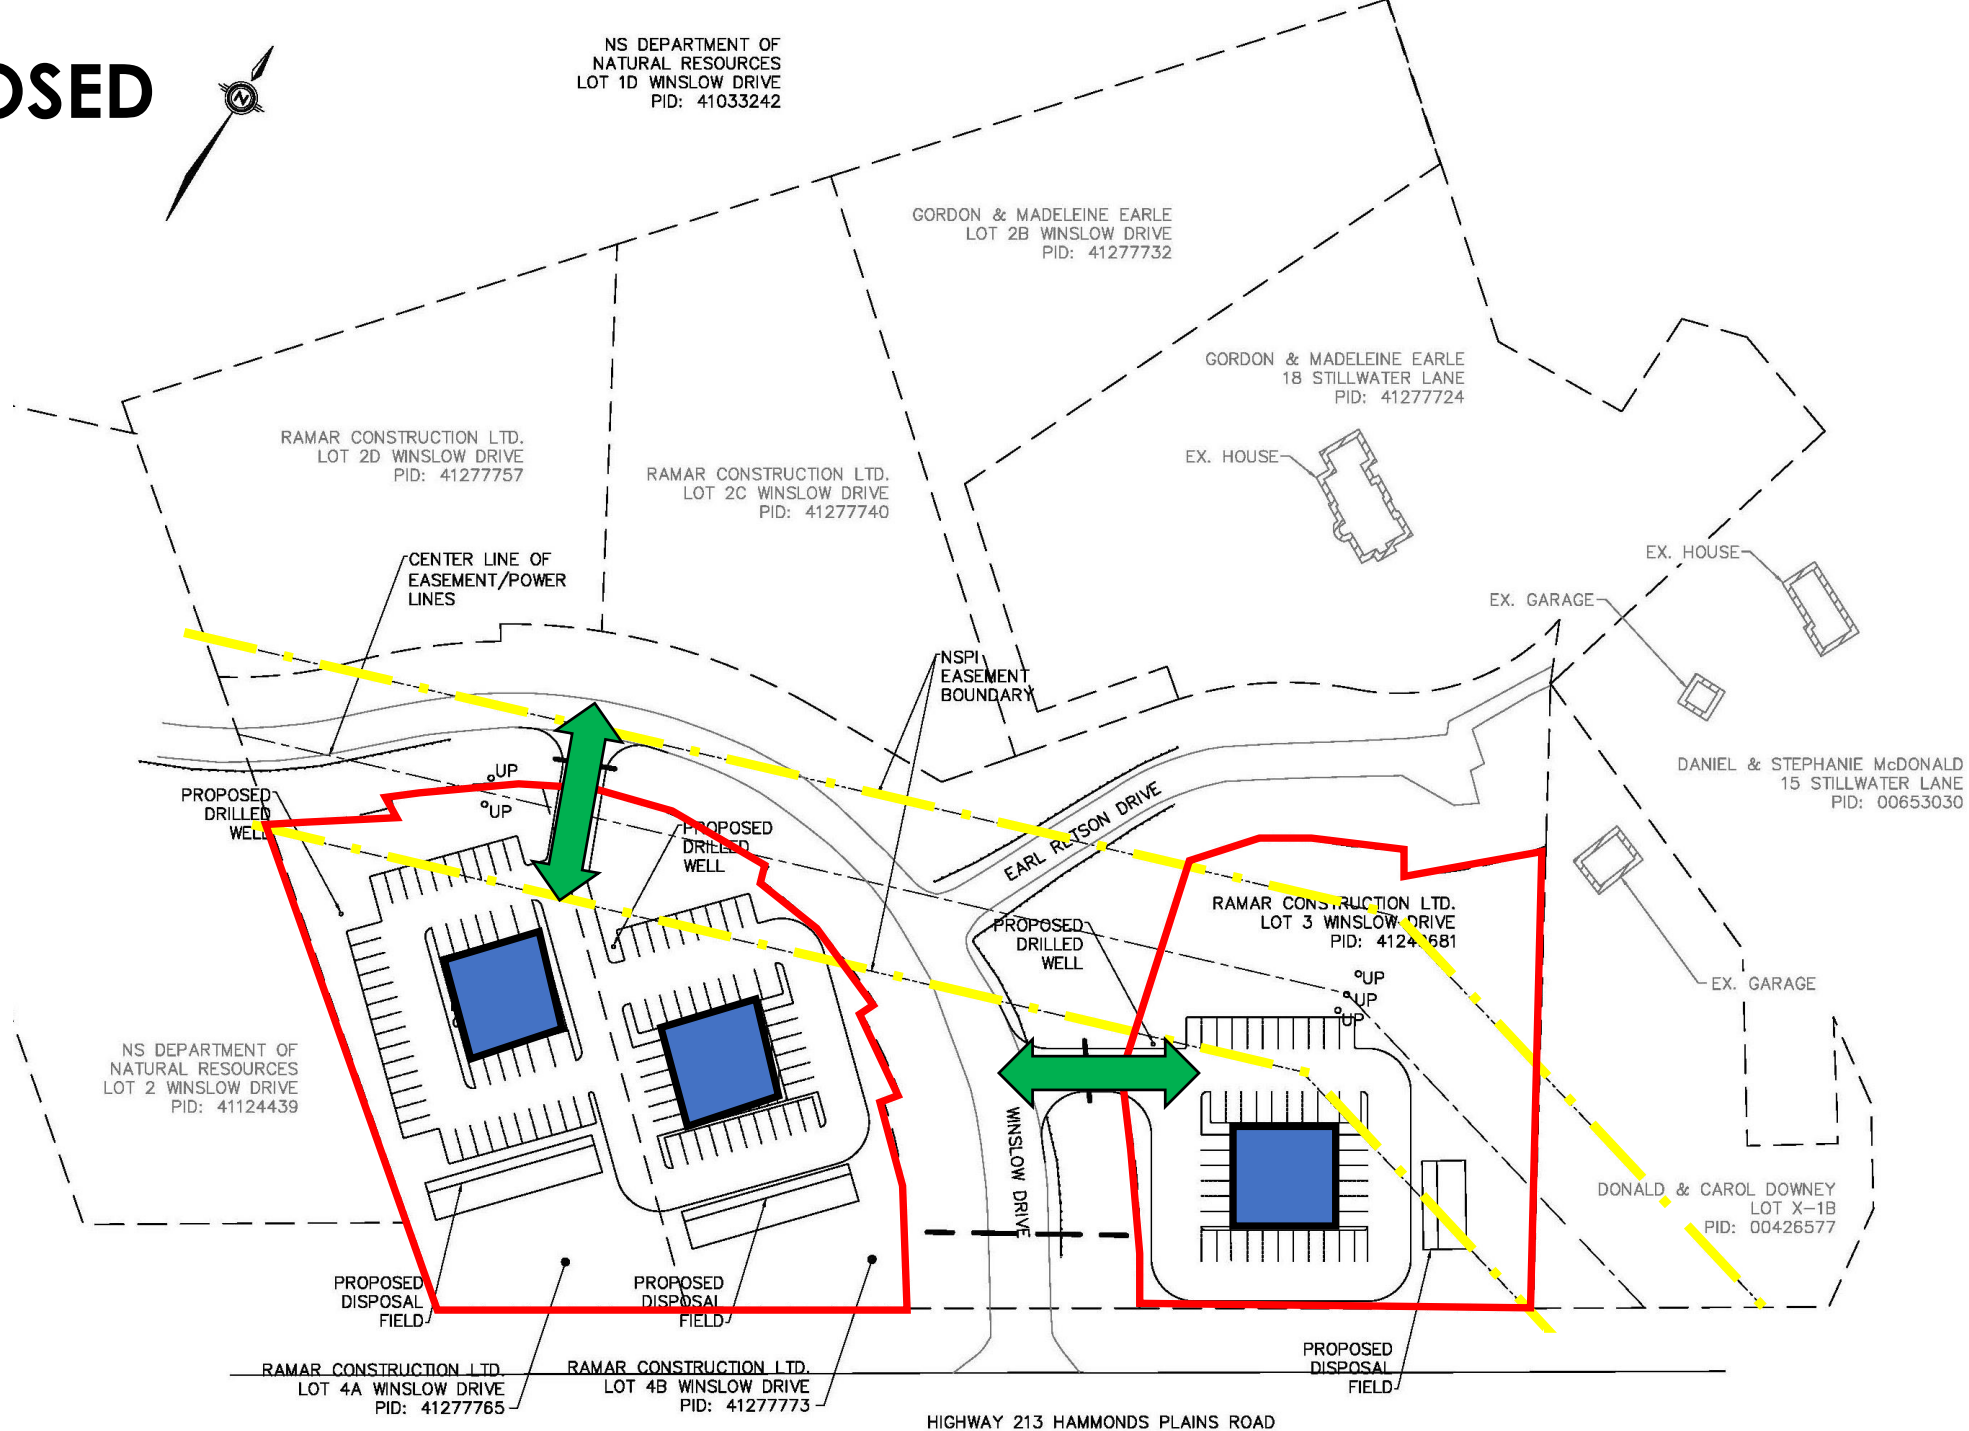 OSED
N
NS DEPARTMENT OF
NATURAL RESOURCES
LOT 1D WINSLOW DRIVE
PID: 41033242
GORDON & MADELEINE EARLE
LOT 2B WINSLOW DRIVE
PID: 41277732
GORDON & MADELEINE EARLE
18 STILLWATER LANE
PID: 41277724
RAMAR CONSTRUCTION LTD.
LOT 2D WINSLOW DRIVE
PID: 41277757
RAMAR CONSTRUCTION LTD.
LOT 2C WINSLOW DRIVE
PID: 41277740
EX. HOUSE
EX. HOUSE
EX. GARAGE
CENTER LINE OF
EASEMENT/POWER
LINES
NSPI
EASEMENT
BOUNDARY
DANIEL & STEPHANIE McDONALD
15 STILLWATER LANE
PID: 00653030
UP
UP
PROPOSED
DRILLED
WELL
PROPOSED
DRILLED
WELL
EARL RETSON DRIVE
RAMAR CONSTRUCTION LTD.
LOT 3 WINSLOW DRIVE
PID: 41249681
PROPOSED
DRILLED
WELL
UP
UP
UP
EX. GARAGE
NS DEPARTMENT OF
NATURAL RESOURCES
LOT 2 WINSLOW DRIVE
PID: 41124439
WINSLOW DRIVE
DONALD & CAROL DOWNEY
LOT X-1B
PID: 00426577
PROPOSED
DISPOSAL
FIELD
PROPOSED
DISPOSAL
FIELD
PROPOSED
DISPOSAL
FIELD
RAMAR CONSTRUCTION LTD.
LOT 4A WINSLOW DRIVE
PID: 41277765
RAMAR CONSTRUCTION LTD.
LOT 4B WINSLOW DRIVE
PID: 41277773
HIGHWAY 213 HAMMONDS PLAINS ROAD